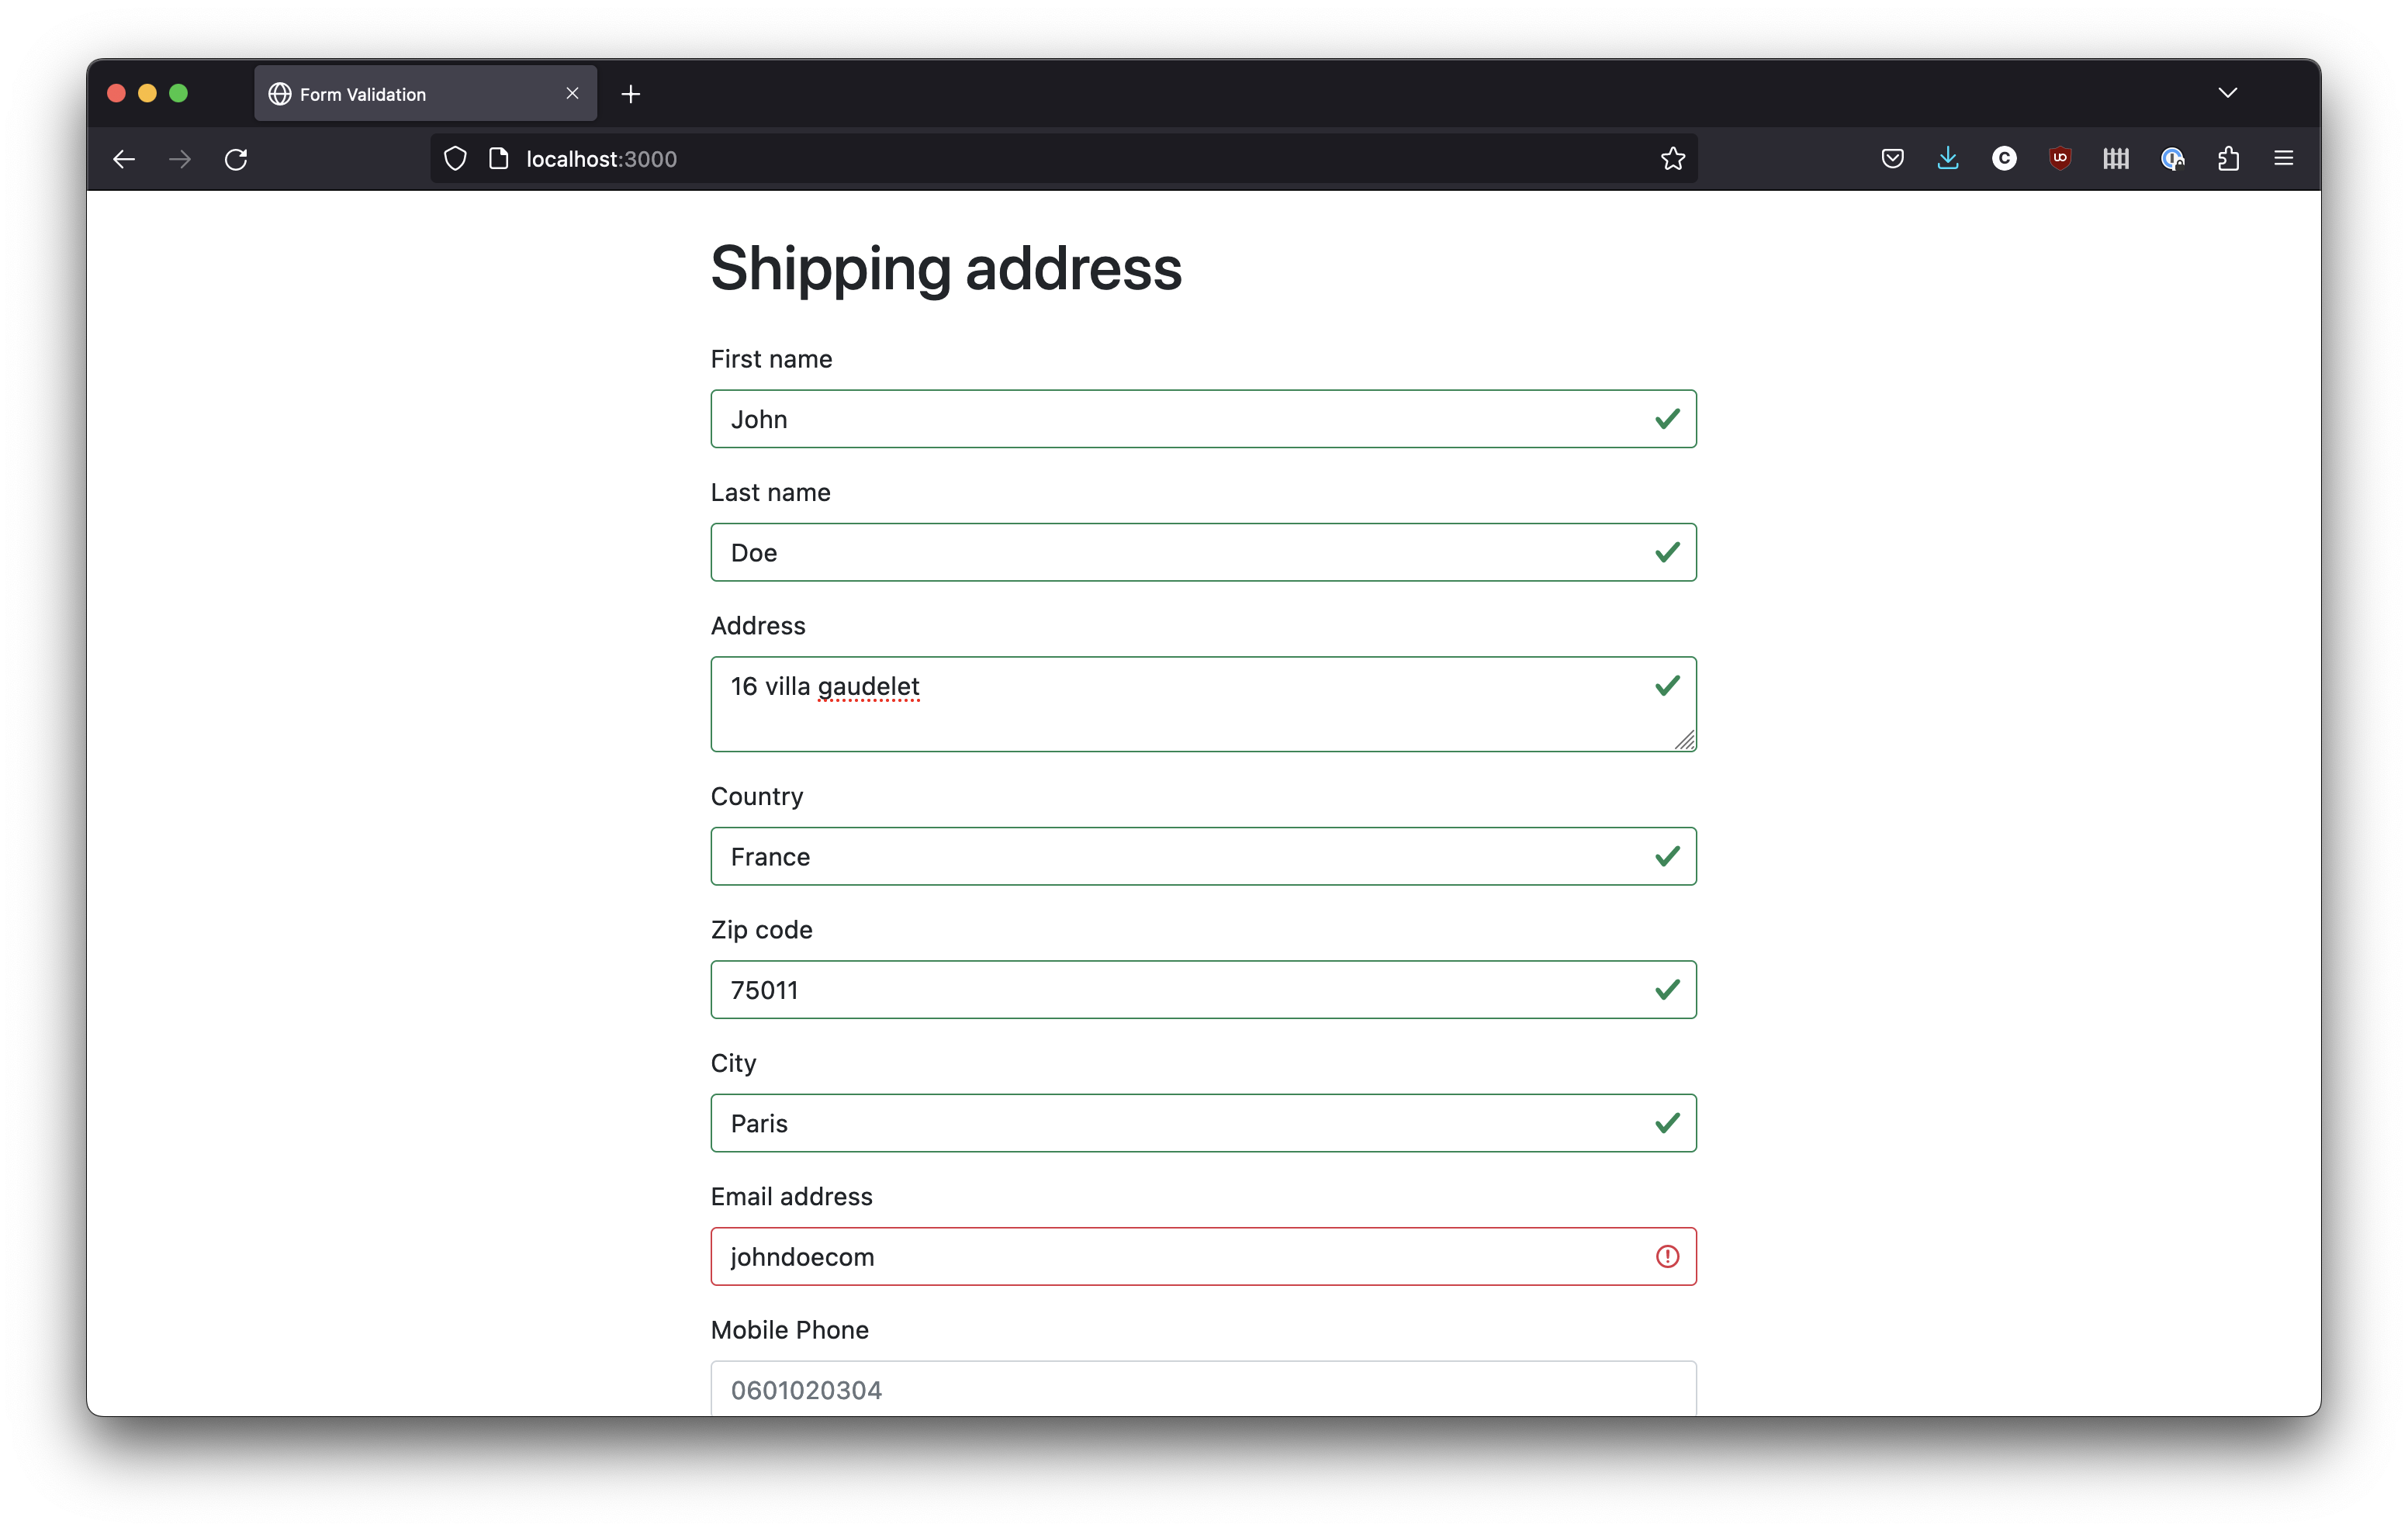 Form Validation
localhost:3000
Shipping address
First name
John
Last name
Doe
Address
16 villa gaudelet
Country
France
Zip code
75011
City
Paris
Email address
johndoecom
Mobile Phone
0601020304